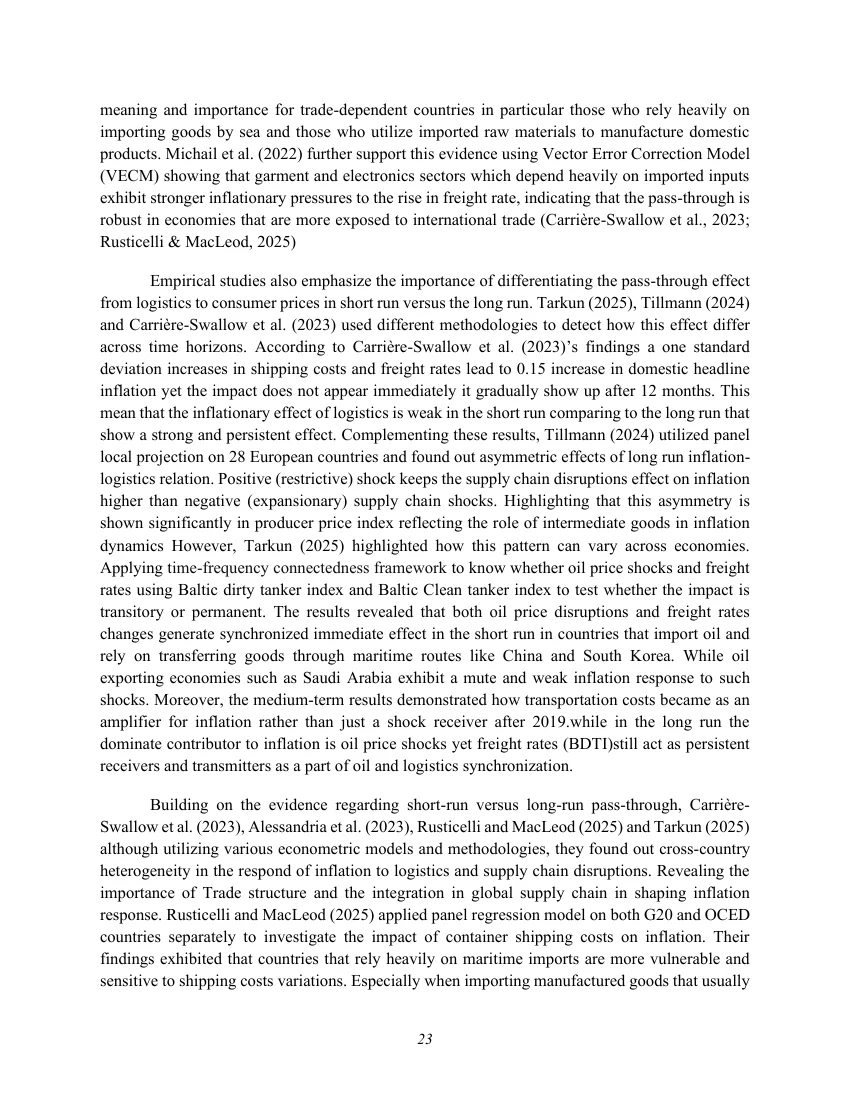 meaning and importance for trade-dependent countries in particular those who rely heavily on
importing goods by sea and those who utilize imported raw materials to manufacture domestic
products. Michail et al. (2022) further support this evidence using Vector Error Correction Model
(VECM) showing that garment and electronics sectors which depend heavily on imported inputs
exhibit stronger inflationary pressures to the rise in freight rate, indicating that the pass-through is
robust in economies that are more exposed to international trade (Carrière-Swallow et al., 2023;
Rusticelli & MacLeod, 2025)
Empirical studies also emphasize the importance of differentiating the pass-through effect
from logistics to consumer prices in short run versus the long run. Tarkun (2025), Tillmann (2024)
and Carrière-Swallow et al. (2023) used different methodologies to detect how this effect differ
across time horizons. According to Carrière-Swallow et al. (2023)’s findings a one standard
deviation increases in shipping costs and freight rates lead to 0.15 increase in domestic headline
inflation yet the impact does not appear immediately it gradually show up after 12 months. This
mean that the inflationary effect of logistics is weak in the short run comparing to the long run that
show a strong and persistent effect. Complementing these results, Tillmann (2024) utilized panel
local projection on 28 European countries and found out asymmetric effects of long run inflation-
logistics relation. Positive (restrictive) shock keeps the supply chain disruptions effect on inflation
higher than negative (expansionary) supply chain shocks. Highlighting that this asymmetry is
shown significantly in producer price index reflecting the role of intermediate goods in inflation
dynamics However, Tarkun (2025) highlighted how this pattern can vary across economies.
Applying time-frequency connectedness framework to know whether oil price shocks and freight
rates using Baltic dirty tanker index and Baltic Clean tanker index to test whether the impact is
transitory or permanent. The results revealed that both oil price disruptions and freight rates
changes generate synchronized immediate effect in the short run in countries that import oil and
rely on transferring goods through maritime routes like China and South Korea. While oil
exporting economies such as Saudi Arabia exhibit a mute and weak inflation response to such
shocks. Moreover, the medium-term results demonstrated how transportation costs became as an
amplifier for inflation rather than just a shock receiver after 2019.while in the long run the
dominate contributor to inflation is oil price shocks yet freight rates (BDTI)still act as persistent
receivers and transmitters as a part of oil and logistics synchronization.
Building on the evidence regarding short-run versus long-run pass-through, Carrière-
Swallow et al. (2023), Alessandria et al. (2023), Rusticelli and MacLeod (2025) and Tarkun (2025)
although utilizing various econometric models and methodologies, they found out cross-country
heterogeneity in the respond of inflation to logistics and supply chain disruptions. Revealing the
importance of Trade structure and the integration in global supply chain in shaping inflation
response. Rusticelli and MacLeod (2025) applied panel regression model on both G20 and OCED
countries separately to investigate the impact of container shipping costs on inflation. Their
findings exhibited that countries that rely heavily on maritime imports are more vulnerable and
sensitive to shipping costs variations. Especially when importing manufactured goods that usually
23